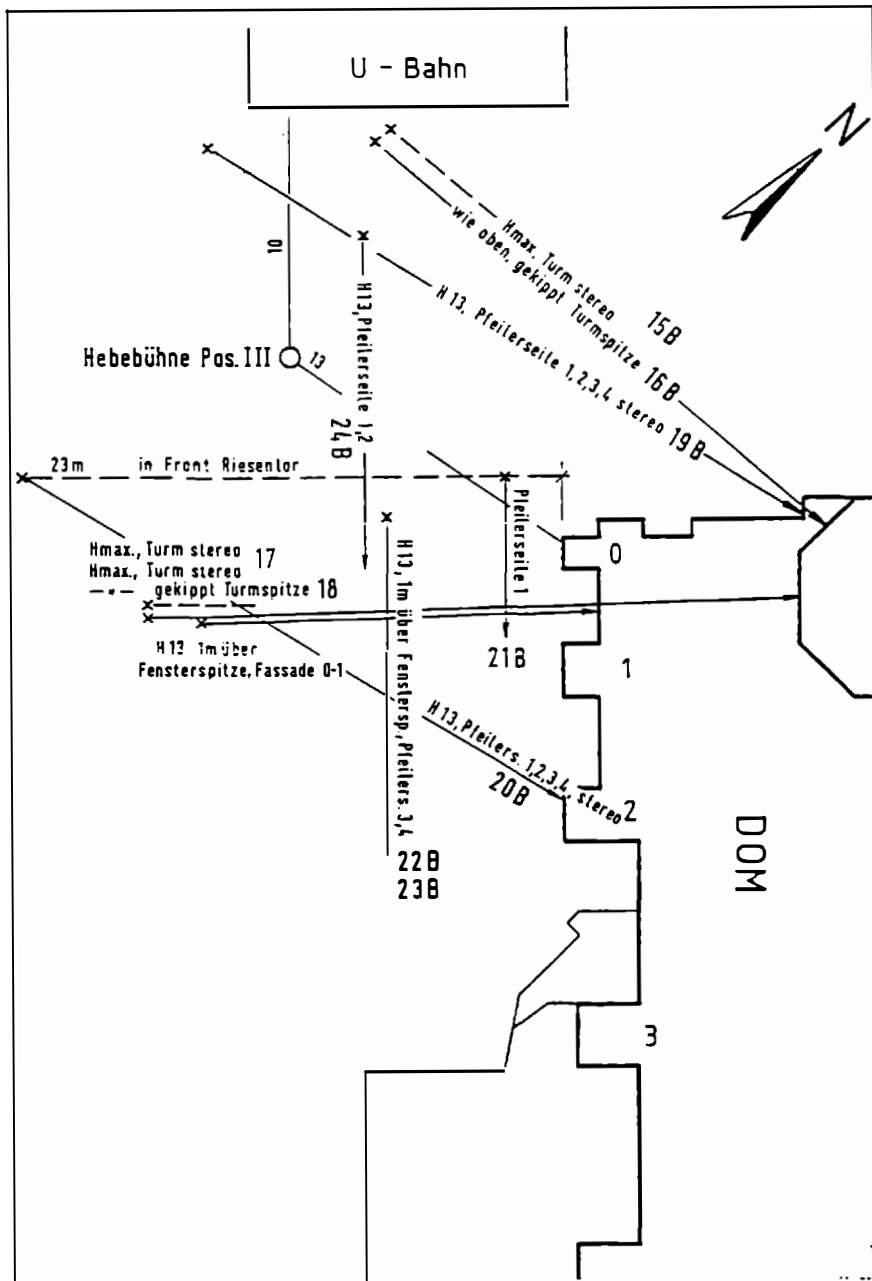 U - Bahn
N
Hmax, Turm stereo 15B
wie oben, gekippt Turmspitze 16B
H 13, Pfeilerseite 1,2,3,4 stereo 19B
10
H13, Pfeilerseite 1,2
24B
Hebebühne Pos. III
13
23m in Front Riesentor
Pfeilerseite 1
21B
Hmax., Turm stereo 17
Hmax., Turm stereo
—"— gekippt Turmspitze 18
H13, 1m über Fenstersp., Pfeilers. 3,4
22B
23B
H 13 1m über
Fensterspitze, Fassade 0-1
H13, Pfeilers. 1,2,3,4, stereo
20B
0
1
2
3
DOM